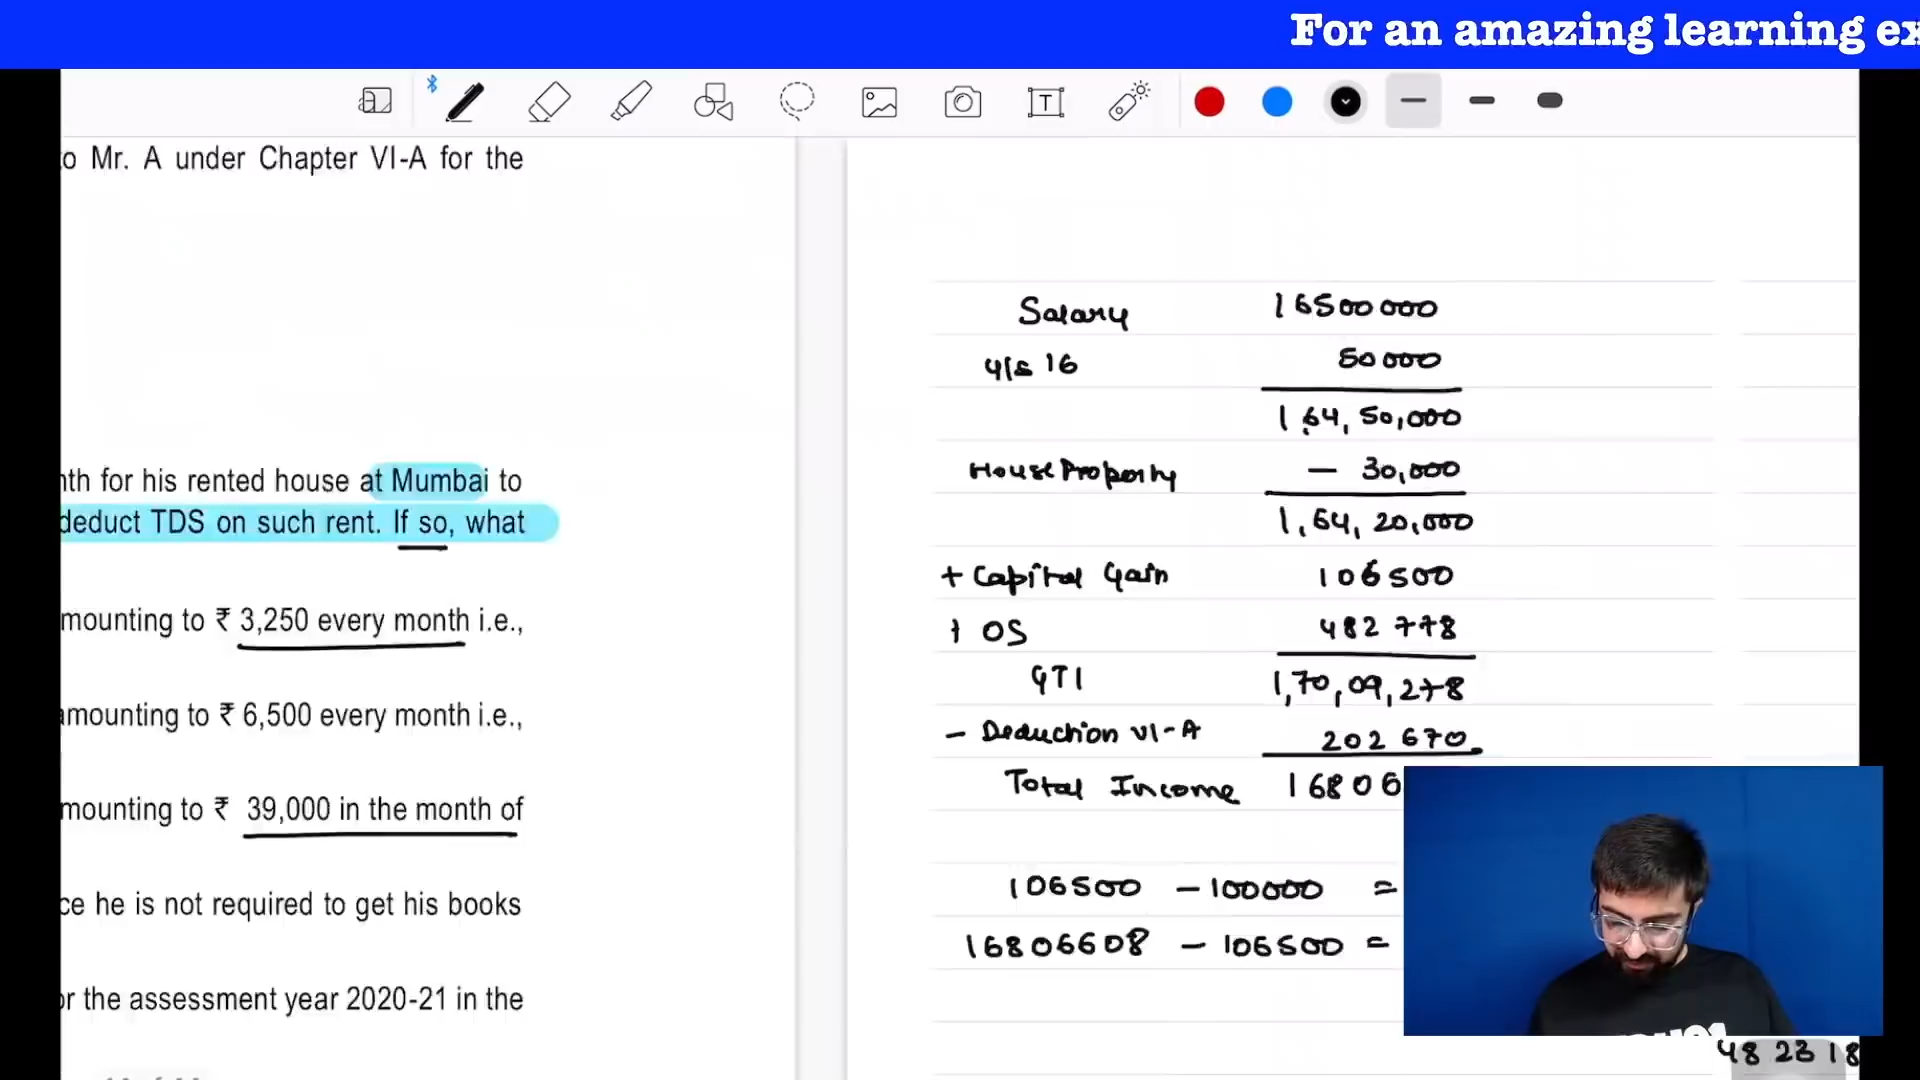 For an amazing learning ex
to Mr. A under Chapter VI-A for the
nth for his rented house at Mumbai to
deduct TDS on such rent. If so, what
mounting to ₹ 3,250 every month i.e.,
amounting to ₹ 6,500 every month i.e.,
mounting to ₹ 39,000 in the month of
ce he is not required to get his books
or the assessment year 2020-21 in the
Salary 16500000
u/s 16 50000
164,50,000
House Property - 30,000
1,64,20,000
+ Capital Gain 106500
+ OS 482778
GTI 1,70,09,278
- Deduction VI-A 202670
Total Income 16806
106500 - 100000 =
16806608 - 106500 =
48 23 18